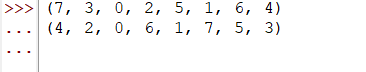 >>> (7, 3, 0, 2, 5, 1, 6, 4)
... (4, 2, 0, 6, 1, 7, 5, 3)
...